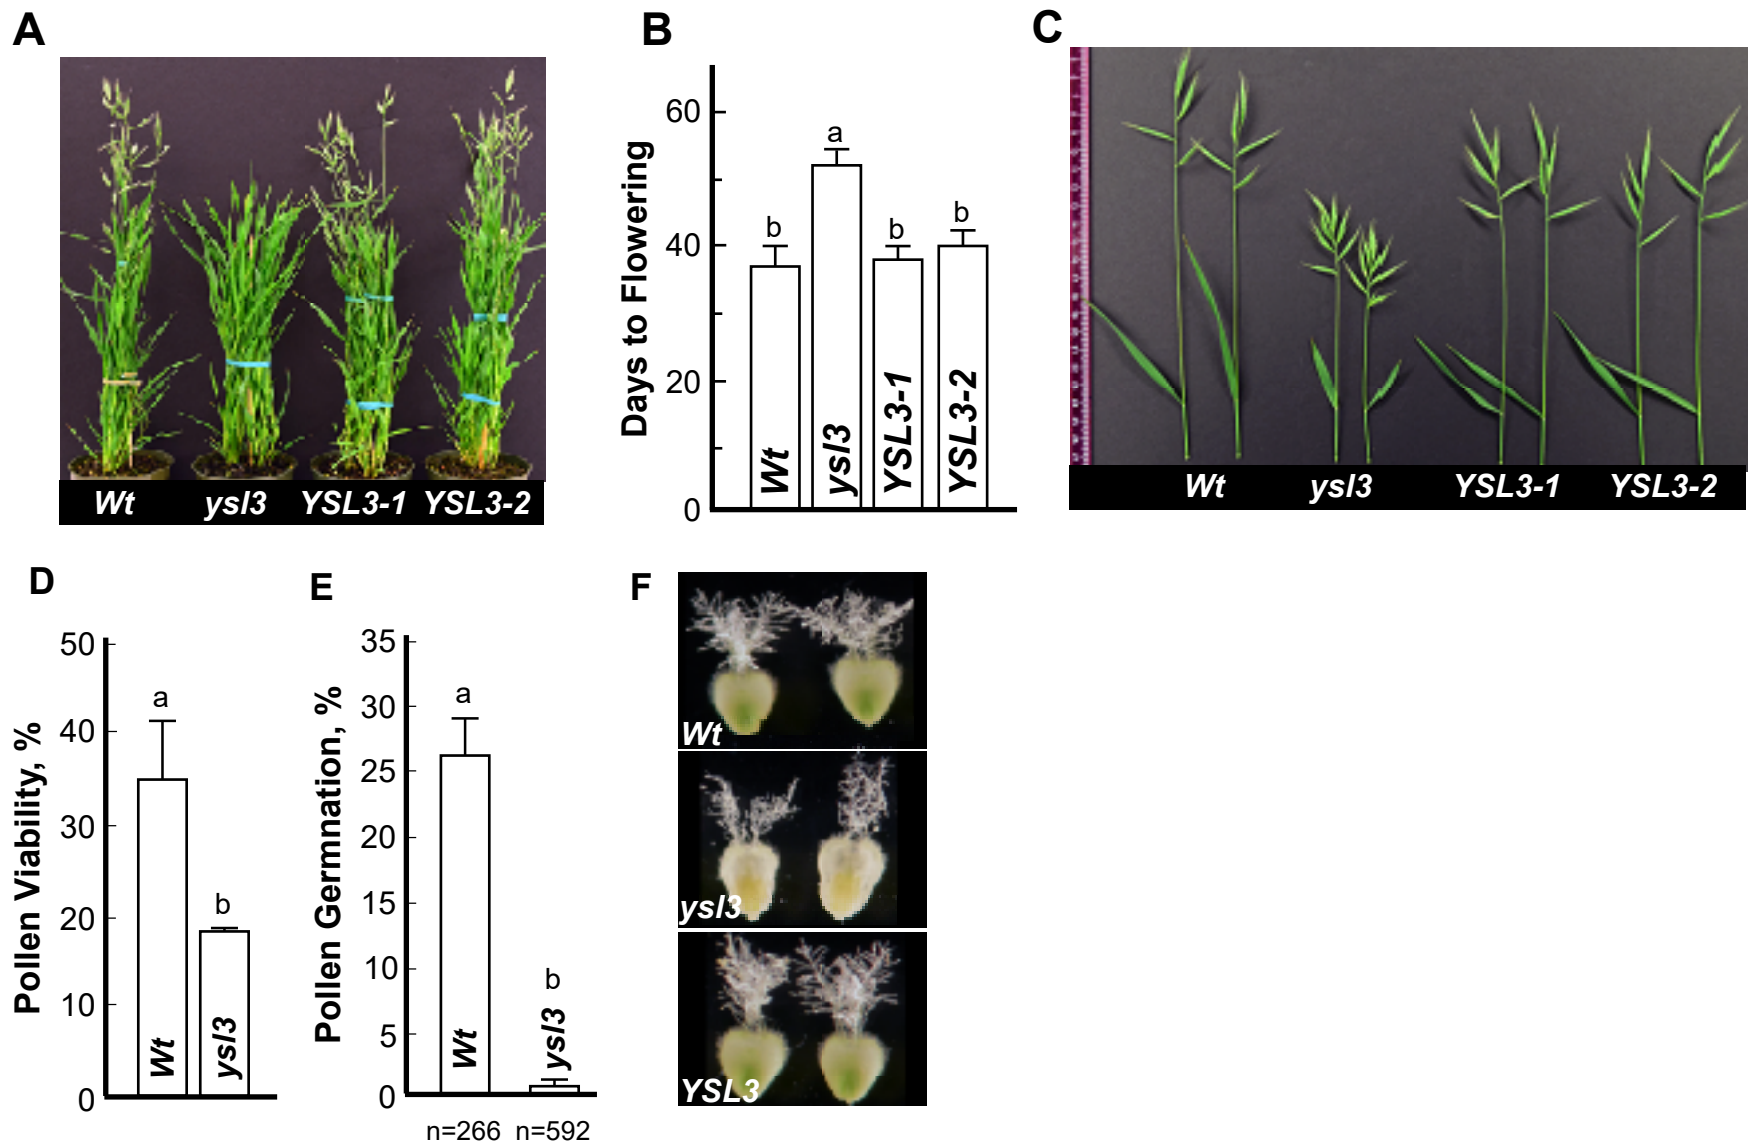 A
B
C
Wt ysl3 YSL3-1 YSL3-2
Days to Flowering
60
40
20
0
b
a
b
b
Wt
ysl3
YSL3-1
YSL3-2
Wt ysl3 YSL3-1 YSL3-2
D
E
F
Pollen Viability, %
50
40
30
20
10
0
a
b
Wt
ysl3
Pollen Germnation, %
35
30
25
20
15
10
5
0
a
b
Wt
ysl3
n=266 n=592
Wt
ysl3
YSL3